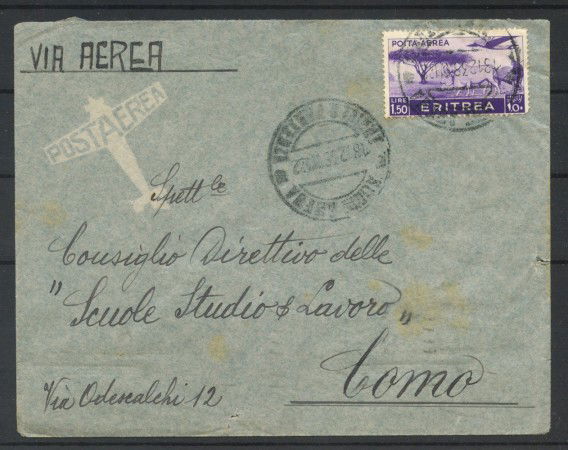 VIA AEREA
POSTA AEREA
POSTA-AEREA
LIRE
1,50
ERITREA
Spett.le
Consiglio Direttivo delle
"Scuole Studio & Lavoro"
Como
Via Odescalchi 12